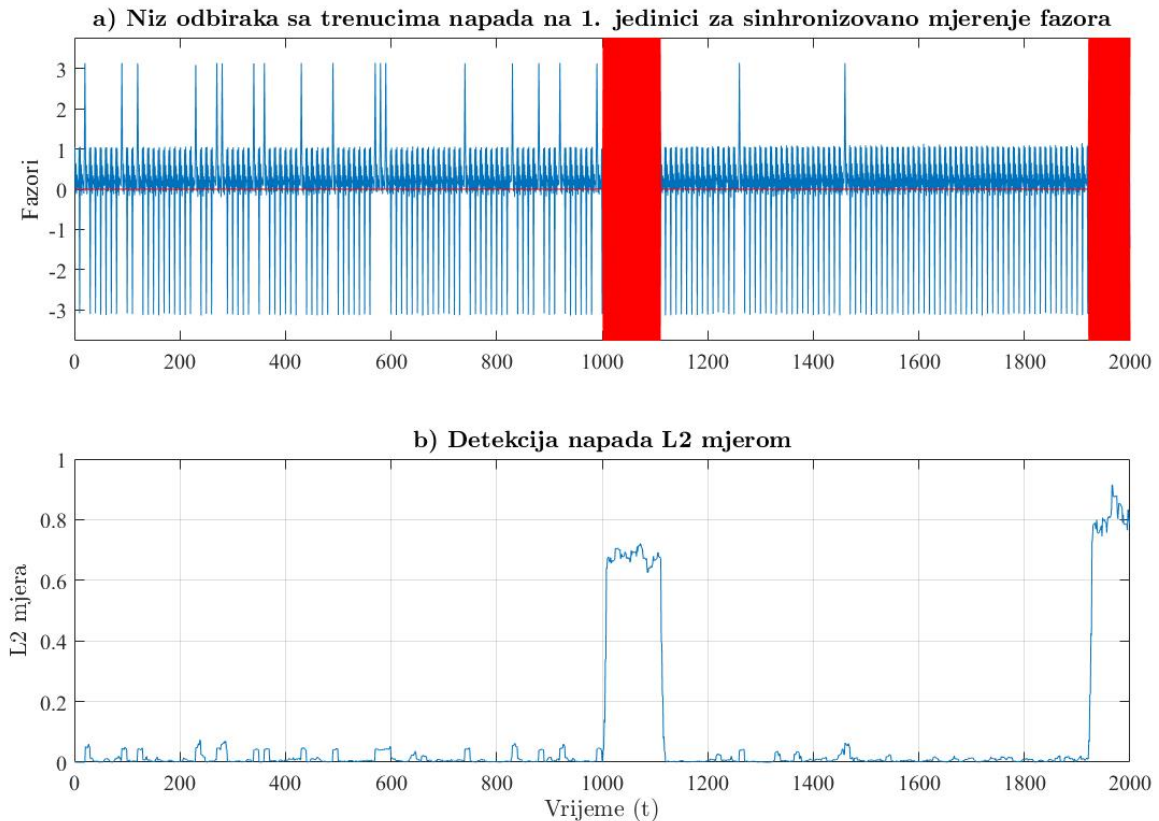 a) Niz odbiraka sa trenucima napada na 1. jedinici za sinhronizovano mjerenje fazora
Fazori
3
2
1
0
-1
-2
-3
0 200 400 600 800 1000 1200 1400 1600 1800 2000
b) Detekcija napada L2 mjerom
L2 mjera
1
0.8
0.6
0.4
0.2
0
0 200 400 600 800 1000 1200 1400 1600 1800 2000
Vrijeme (t)